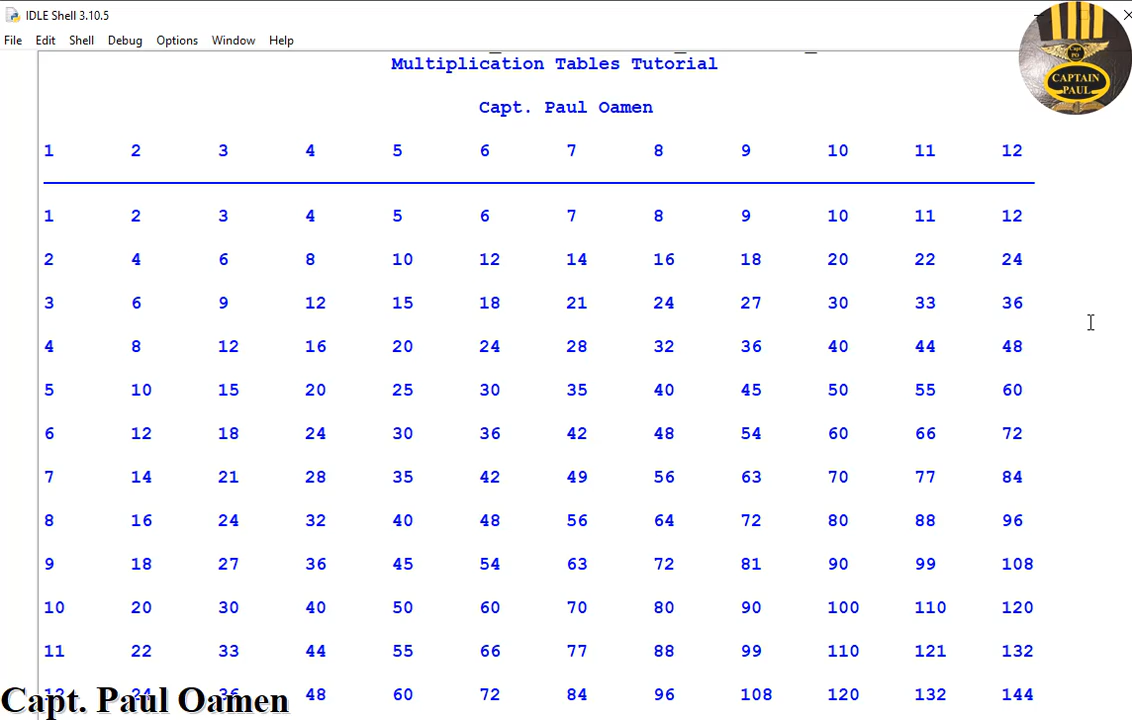 IDLE Shell 3.10.5
File Edit Shell Debug Options Window Help
CAPTAIN
PAUL
Multiplication Tables Tutorial
Capt. Paul Oamen
1 2 3 4 5 6 7 8 9 10 11 12
1 2 3 4 5 6 7 8 9 10 11 12
2 4 6 8 10 12 14 16 18 20 22 24
3 6 9 12 15 18 21 24 27 30 33 36
4 8 12 16 20 24 28 32 36 40 44 48
5 10 15 20 25 30 35 40 45 50 55 60
6 12 18 24 30 36 42 48 54 60 66 72
7 14 21 28 35 42 49 56 63 70 77 84
8 16 24 32 40 48 56 64 72 80 88 96
9 18 27 36 45 54 63 72 81 90 99 108
10 20 30 40 50 60 70 80 90 100 110 120
11 22 33 44 55 66 77 88 99 110 121 132
12 24 36 48 60 72 84 96 108 120 132 144
Capt. Paul Oamen